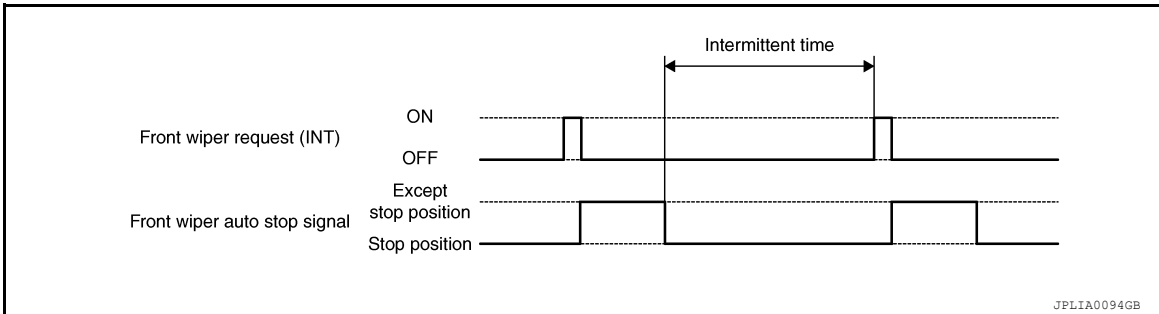 Intermittent time
ON
Front wiper request (INT)
OFF
Except
stop position
Front wiper auto stop signal
Stop position
JPLIA0094GB